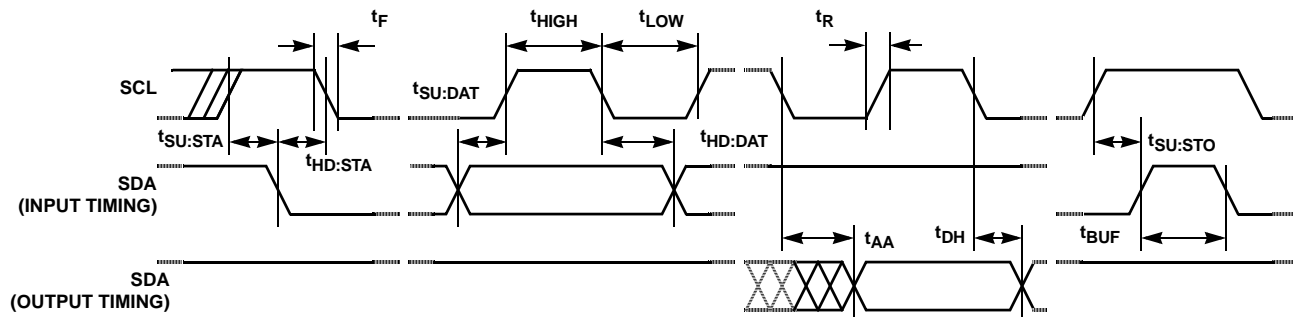 tF
tHIGH
tLOW
tR
SCL
tSU:DAT
tSU:STA
tHD:STA
tHD:DAT
tSU:STO
SDA
(INPUT TIMING)
tAA
tDH
tBUF
SDA
(OUTPUT TIMING)